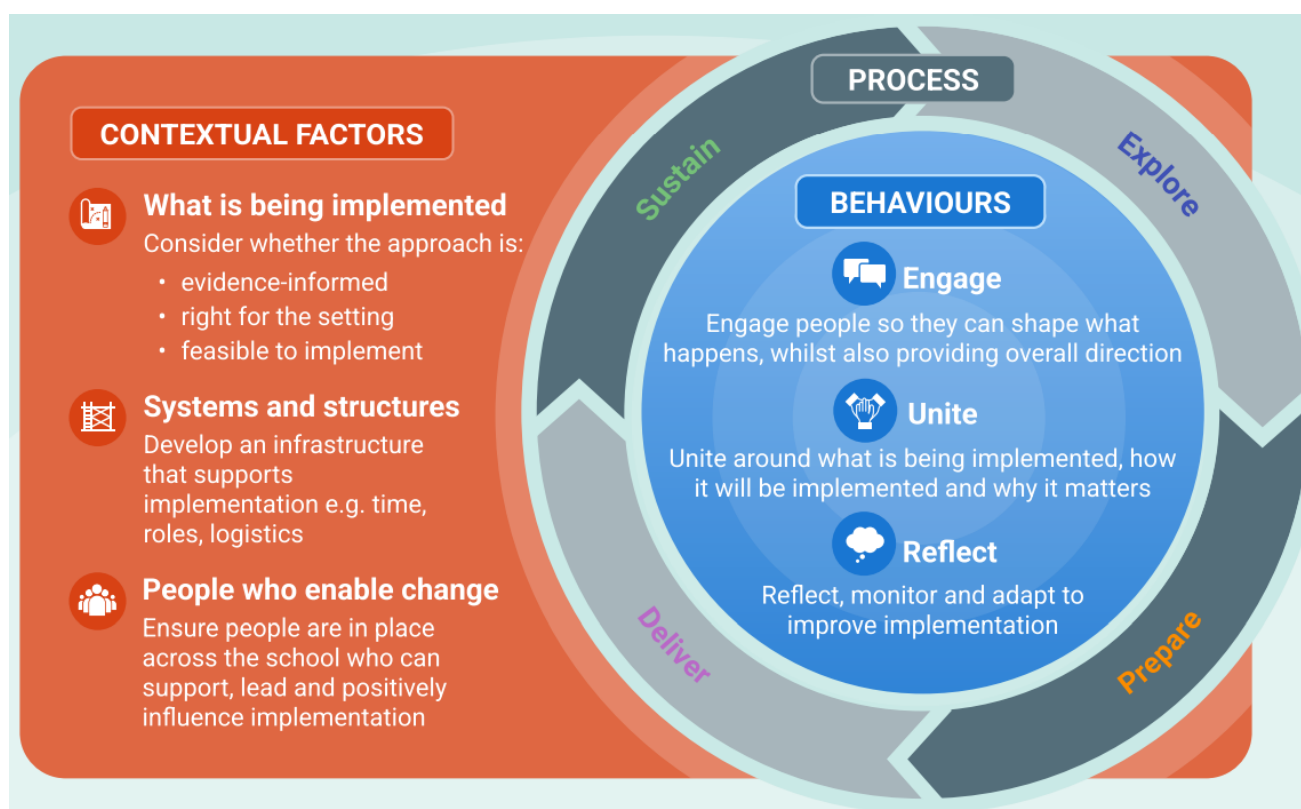 CONTEXTUAL FACTORS
What is being implemented
Consider whether the approach is:
• evidence-informed
• right for the setting
• feasible to implement
Systems and structures
Develop an infrastructure
that supports
implementation e.g. time,
roles, logistics
People who enable change
Ensure people are in place
across the school who can
support, lead and positively
influence implementation
PROCESS
Explore
Prepare
Deliver
Sustain
BEHAVIOURS
Engage
Engage people so they can shape what
happens, whilst also providing overall direction
Unite
Unite around what is being implemented, how
it will be implemented and why it matters
Reflect
Reflect, monitor and adapt to
improve implementation